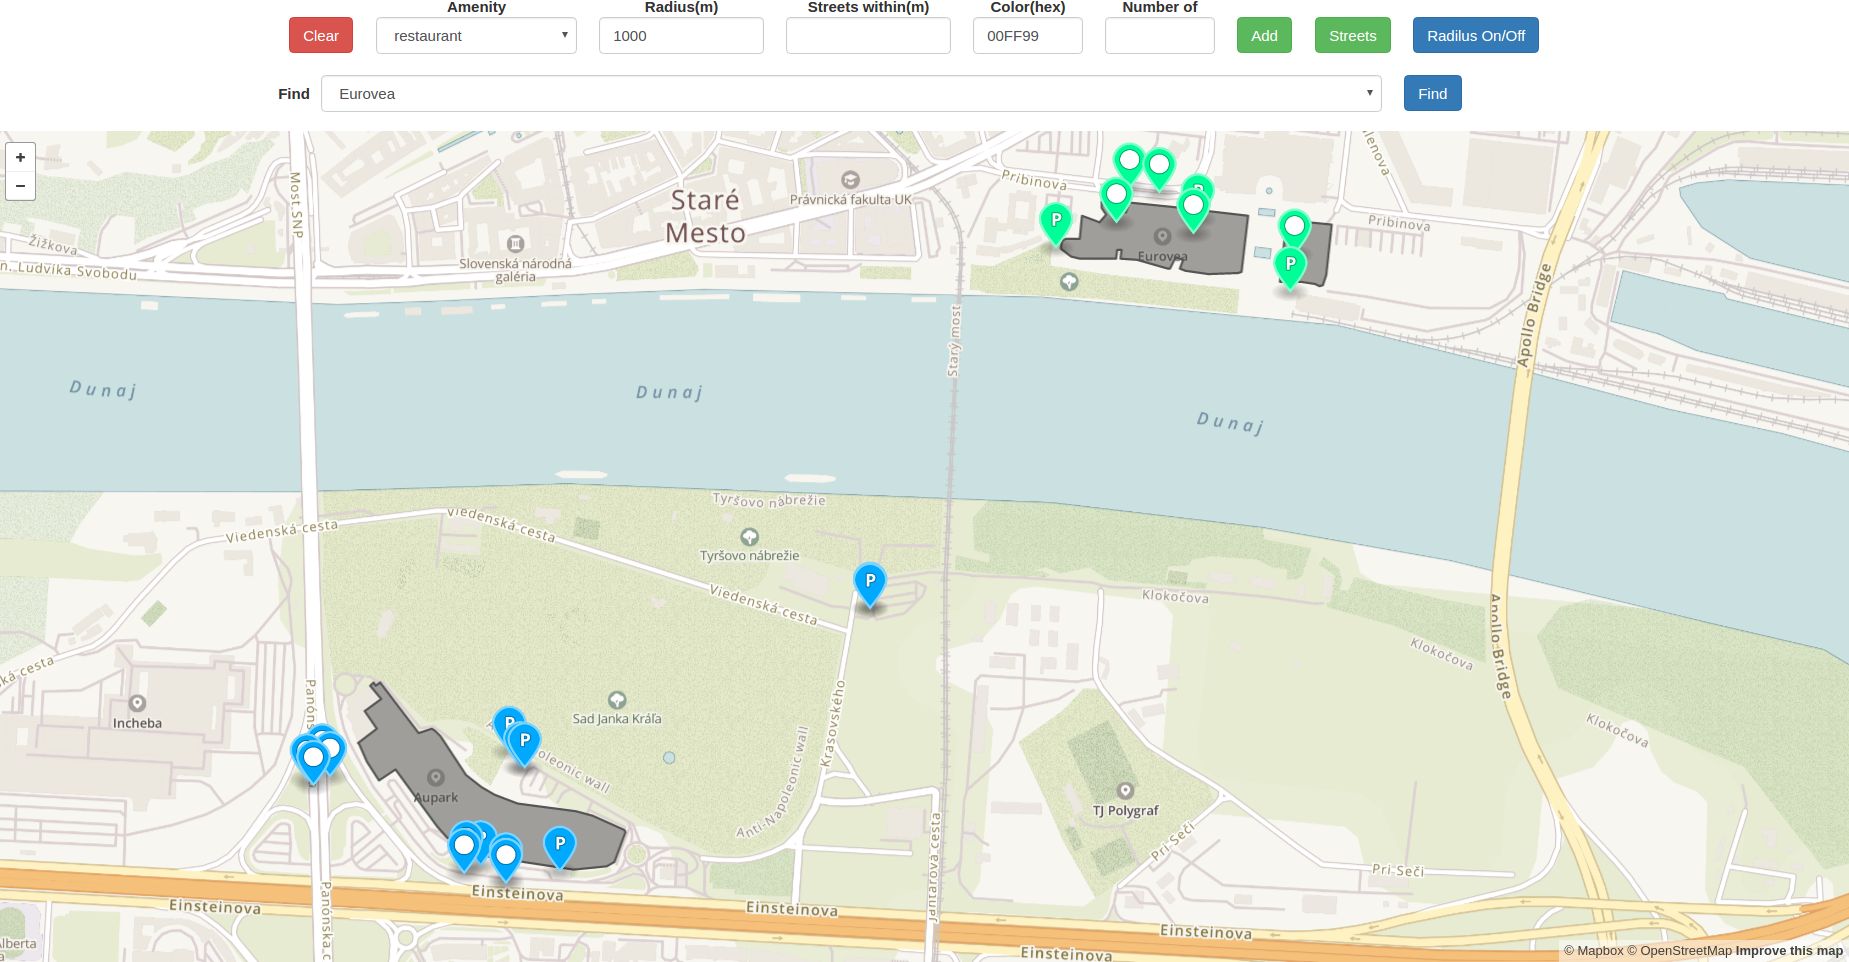 Amenity
Radius(m)
Streets within(m)
Color(hex)
Number of
Clear
restaurant
1000
00FF99
Add
Streets
Radilus On/Off
Find
Eurovea
Find
+
−
Most SNP
Pribinova
Právnická fakulta UK
Staré
Mesto
P
Pribinova
Žižkova
Slovenská národná
galéria
n. Ludvíka Svobodu
Eurovea
P
Starý most
Apollo Bridge
Dunaj
Dunaj
Dunaj
Tyršovo nábrežie
Viedenská cesta
Viedenská cesta
Tyršovo nábrežie
P
Viedenská cesta
Klokočova
Apollo Bridge
Klokočova
ská cesta
Incheba
Sad Janka Kráľa
Krasovského
Klokočova
P
P
oleonic wall
Anti-Napoleonic wall
Aupark
TJ Polygraf
P
Pri Seči
Pri Seči
Jantárová cesta
Einsteinova
Einsteinova
Einsteinova
Einsteinova
Einsteinova
Panónska c
Alberta
© Mapbox © OpenStreetMap Improve this map